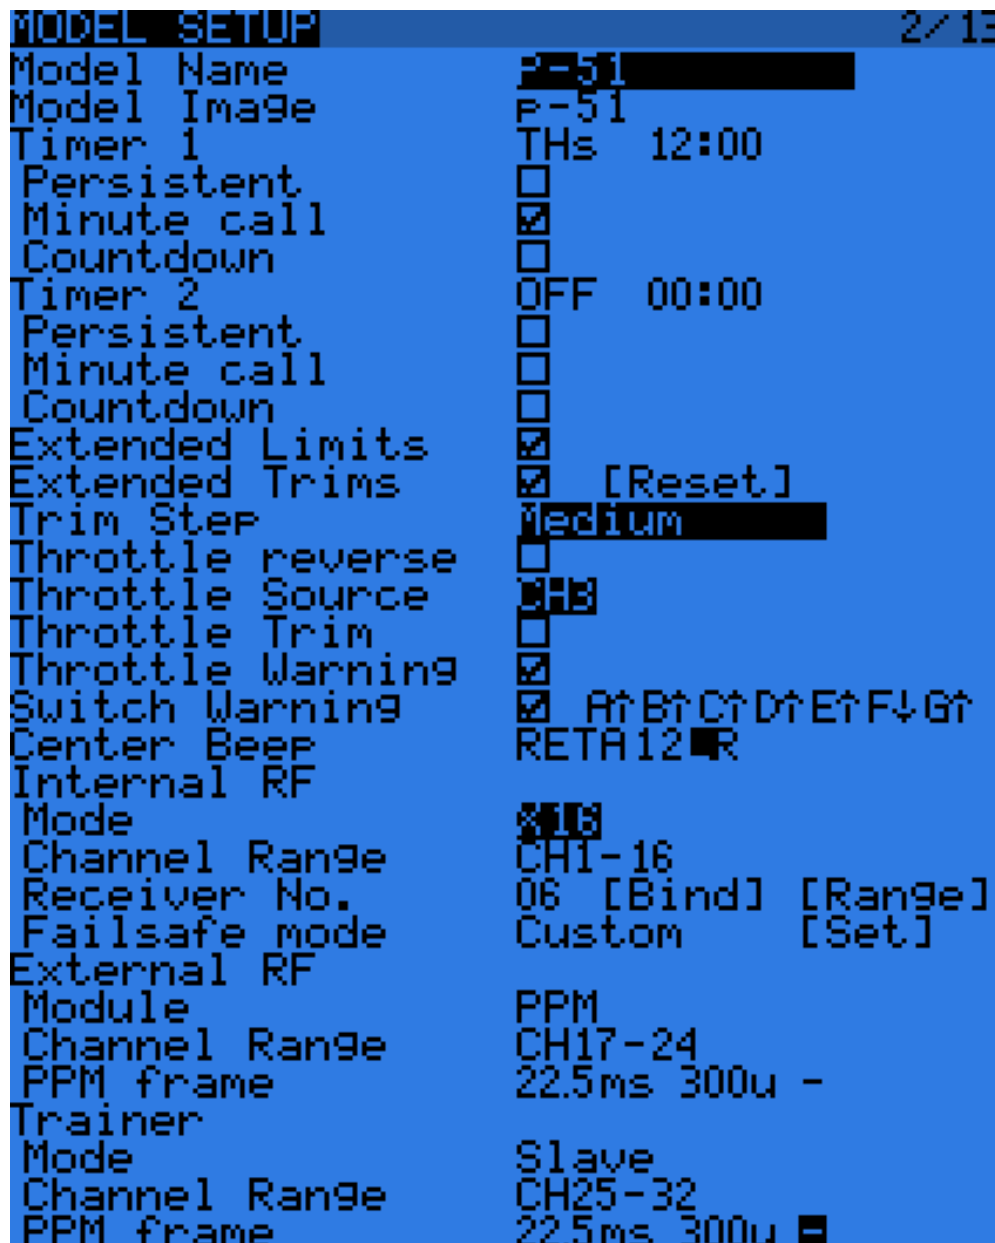 MODEL SETUP 2/13
Model Name P-51
Model Image p-51
Timer 1 THs 12:00
Persistent
Minute call
Countdown
Timer 2 OFF 00:00
Persistent
Minute call
Countdown
Extended Limits
Extended Trims [Reset]
Trim Step Medium
Throttle reverse
Throttle Source CH3
Throttle Trim
Throttle Warning
Switch Warning A↑B↑C↑D↑E↑F↓G↑
Center Beep RETA12 R
Internal RF
Mode
Channel Range CH1-16
Receiver No. 06 [Bind] [Range]
Failsafe mode Custom [Set]
External RF
Module PPM
Channel Range CH17-24
PPM frame 22.5ms 300u -
Trainer
Mode Slave
Channel Range CH25-32
PPM frame 22.5ms 300u -